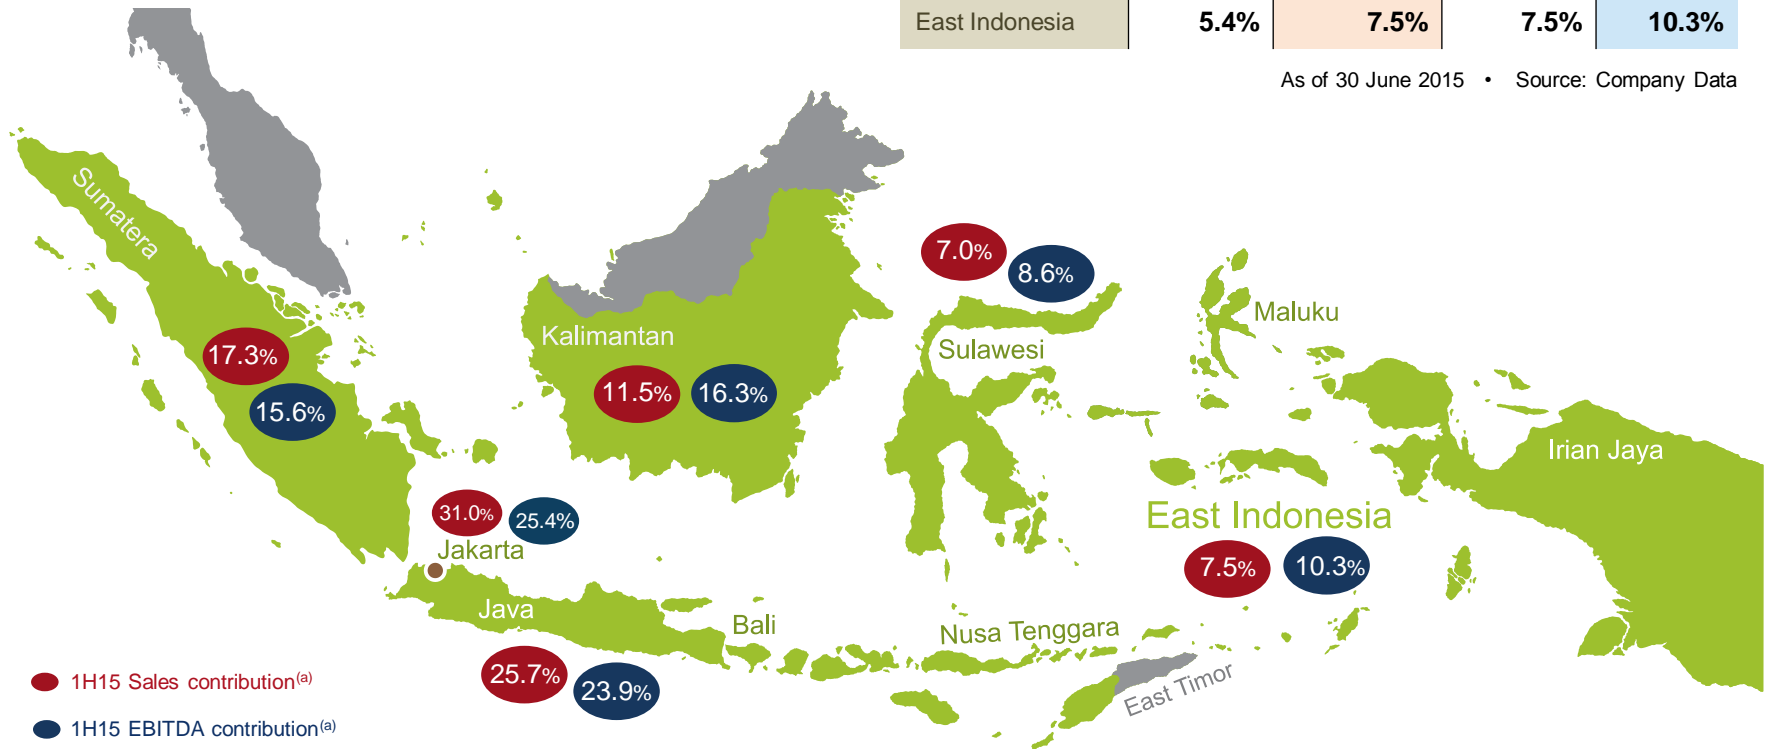 East Indonesia 5.4% 7.5% 7.5% 10.3%
As of 30 June 2015 • Source: Company Data
Sumatera
7.0%
8.6%
Maluku
Kalimantan
Sulawesi
17.3%
11.5% 16.3%
15.6%
Irian Jaya
31.0% 25.4%
East Indonesia
Jakarta
7.5% 10.3%
Java
Bali
Nusa Tenggara
25.7%
23.9%
East Timor
1H15 Sales contribution(a)
1H15 EBITDA contribution(a)